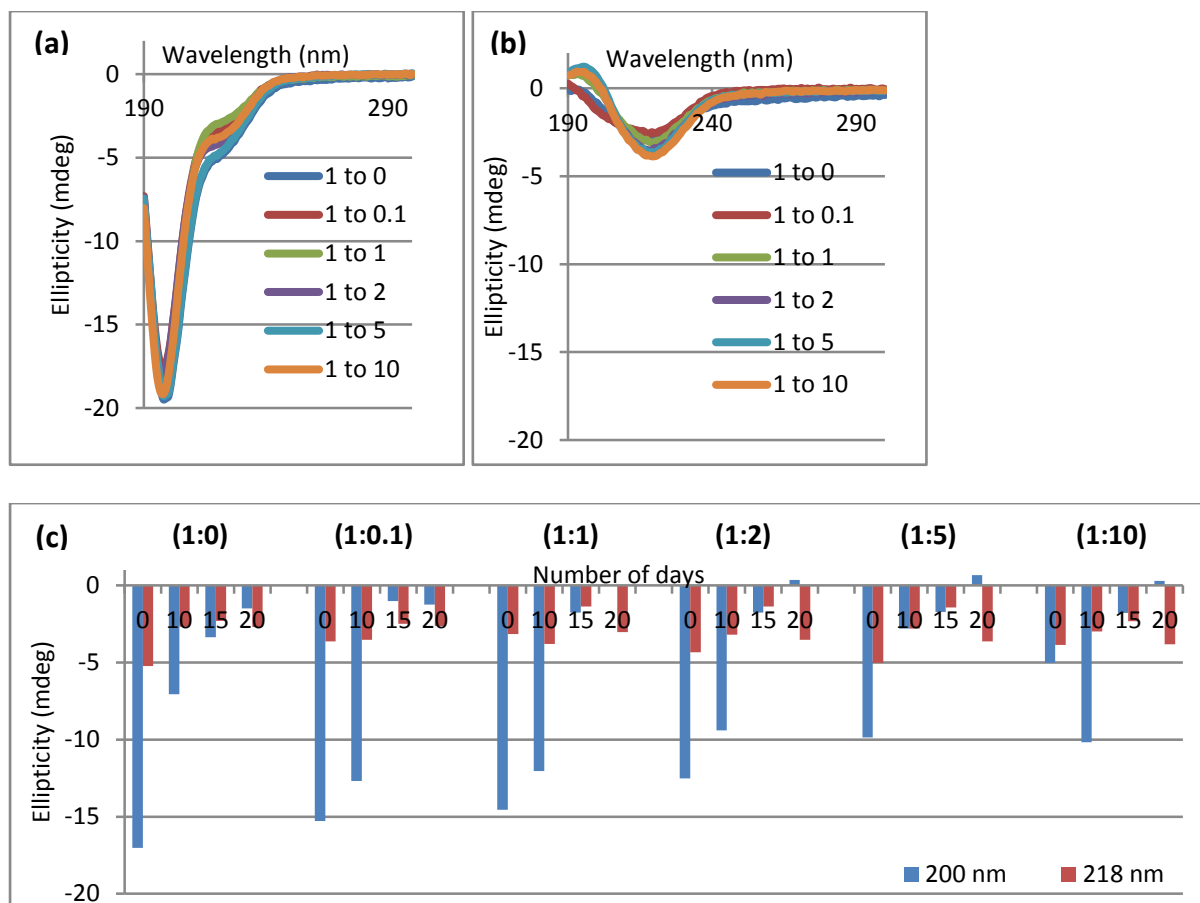 (a)
Wavelength (nm)
0
190
290
-5
-10
-15
-20
Ellipticity (mdeg)
1 to 0
1 to 0.1
1 to 1
1 to 2
1 to 5
1 to 10
(b)
Wavelength (nm)
0
190
240
290
-5
-10
-15
-20
Ellipticity (mdeg)
1 to 0
1 to 0.1
1 to 1
1 to 2
1 to 5
1 to 10
(c)
(1:0) (1:0.1) (1:1) (1:2) (1:5) (1:10)
Number of days
0
0 10 15 20 0 10 15 20 0 10 15 20 0 10 15 20 0 10 15 20 0 10 15 20
-5
-10
-15
-20
Ellipticity (mdeg)
200 nm 218 nm